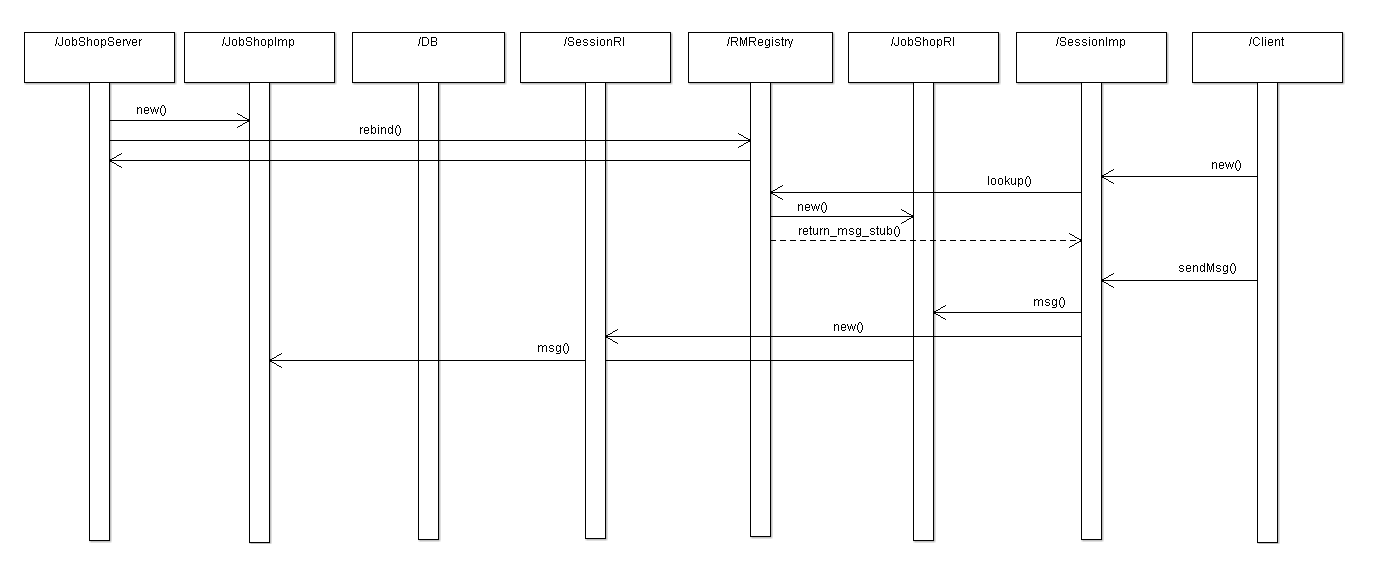 /JobShopServer
/JobShopImp
/DB
/SessionRI
/RMRegistry
/JobShopRI
/SessionImp
/Client
new()
rebind()
new()
lookup()
new()
return_msg_stub()
sendMsg()
msg()
new()
msg()